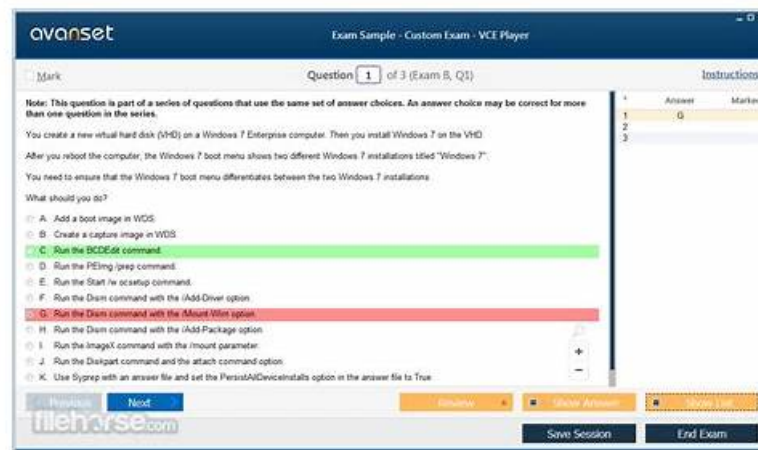 avanset
Exam Sample - Custom Exam - VCE Player
Mark
Question 1 of 3 (Exam B, Q1)
Instructions
Note: This question is part of a series of questions that use the same set of answer choices. An answer choice may be correct for more
than one question in the series.
You create a new virtual hard disk (VHD) on a Windows 7 Enterprise computer. Then you install Windows 7 on the VHD.
After you reboot the computer, the Windows 7 boot menu shows two different Windows 7 installations titled "Windows 7".
You need to ensure that the Windows 7 boot menu differentiates between the two Windows 7 installations.
What should you do?
A. Add a boot image in WDS.
B. Create a capture image in WDS.
C. Run the BCDEdit command.
D. Run the PEImg /prep command.
E. Run the Start /w ocsetup command.
F. Run the Dism command with the /Add-Driver option.
G. Run the Dism command with the /Mount-Wim option.
H. Run the Dism command with the /Add-Package option.
I. Run the ImageX command with the /mount parameter.
J. Run the Diskpart command and the attach command option.
K. Use Syprep with an answer file and set the PersistAllDeviceInstalls option in the answer file to True.
* Answer Marked
1 G
2
3
+
−
Previous
Next
Review
Show Answer
Show List
filehorse.com
Save Session
End Exam